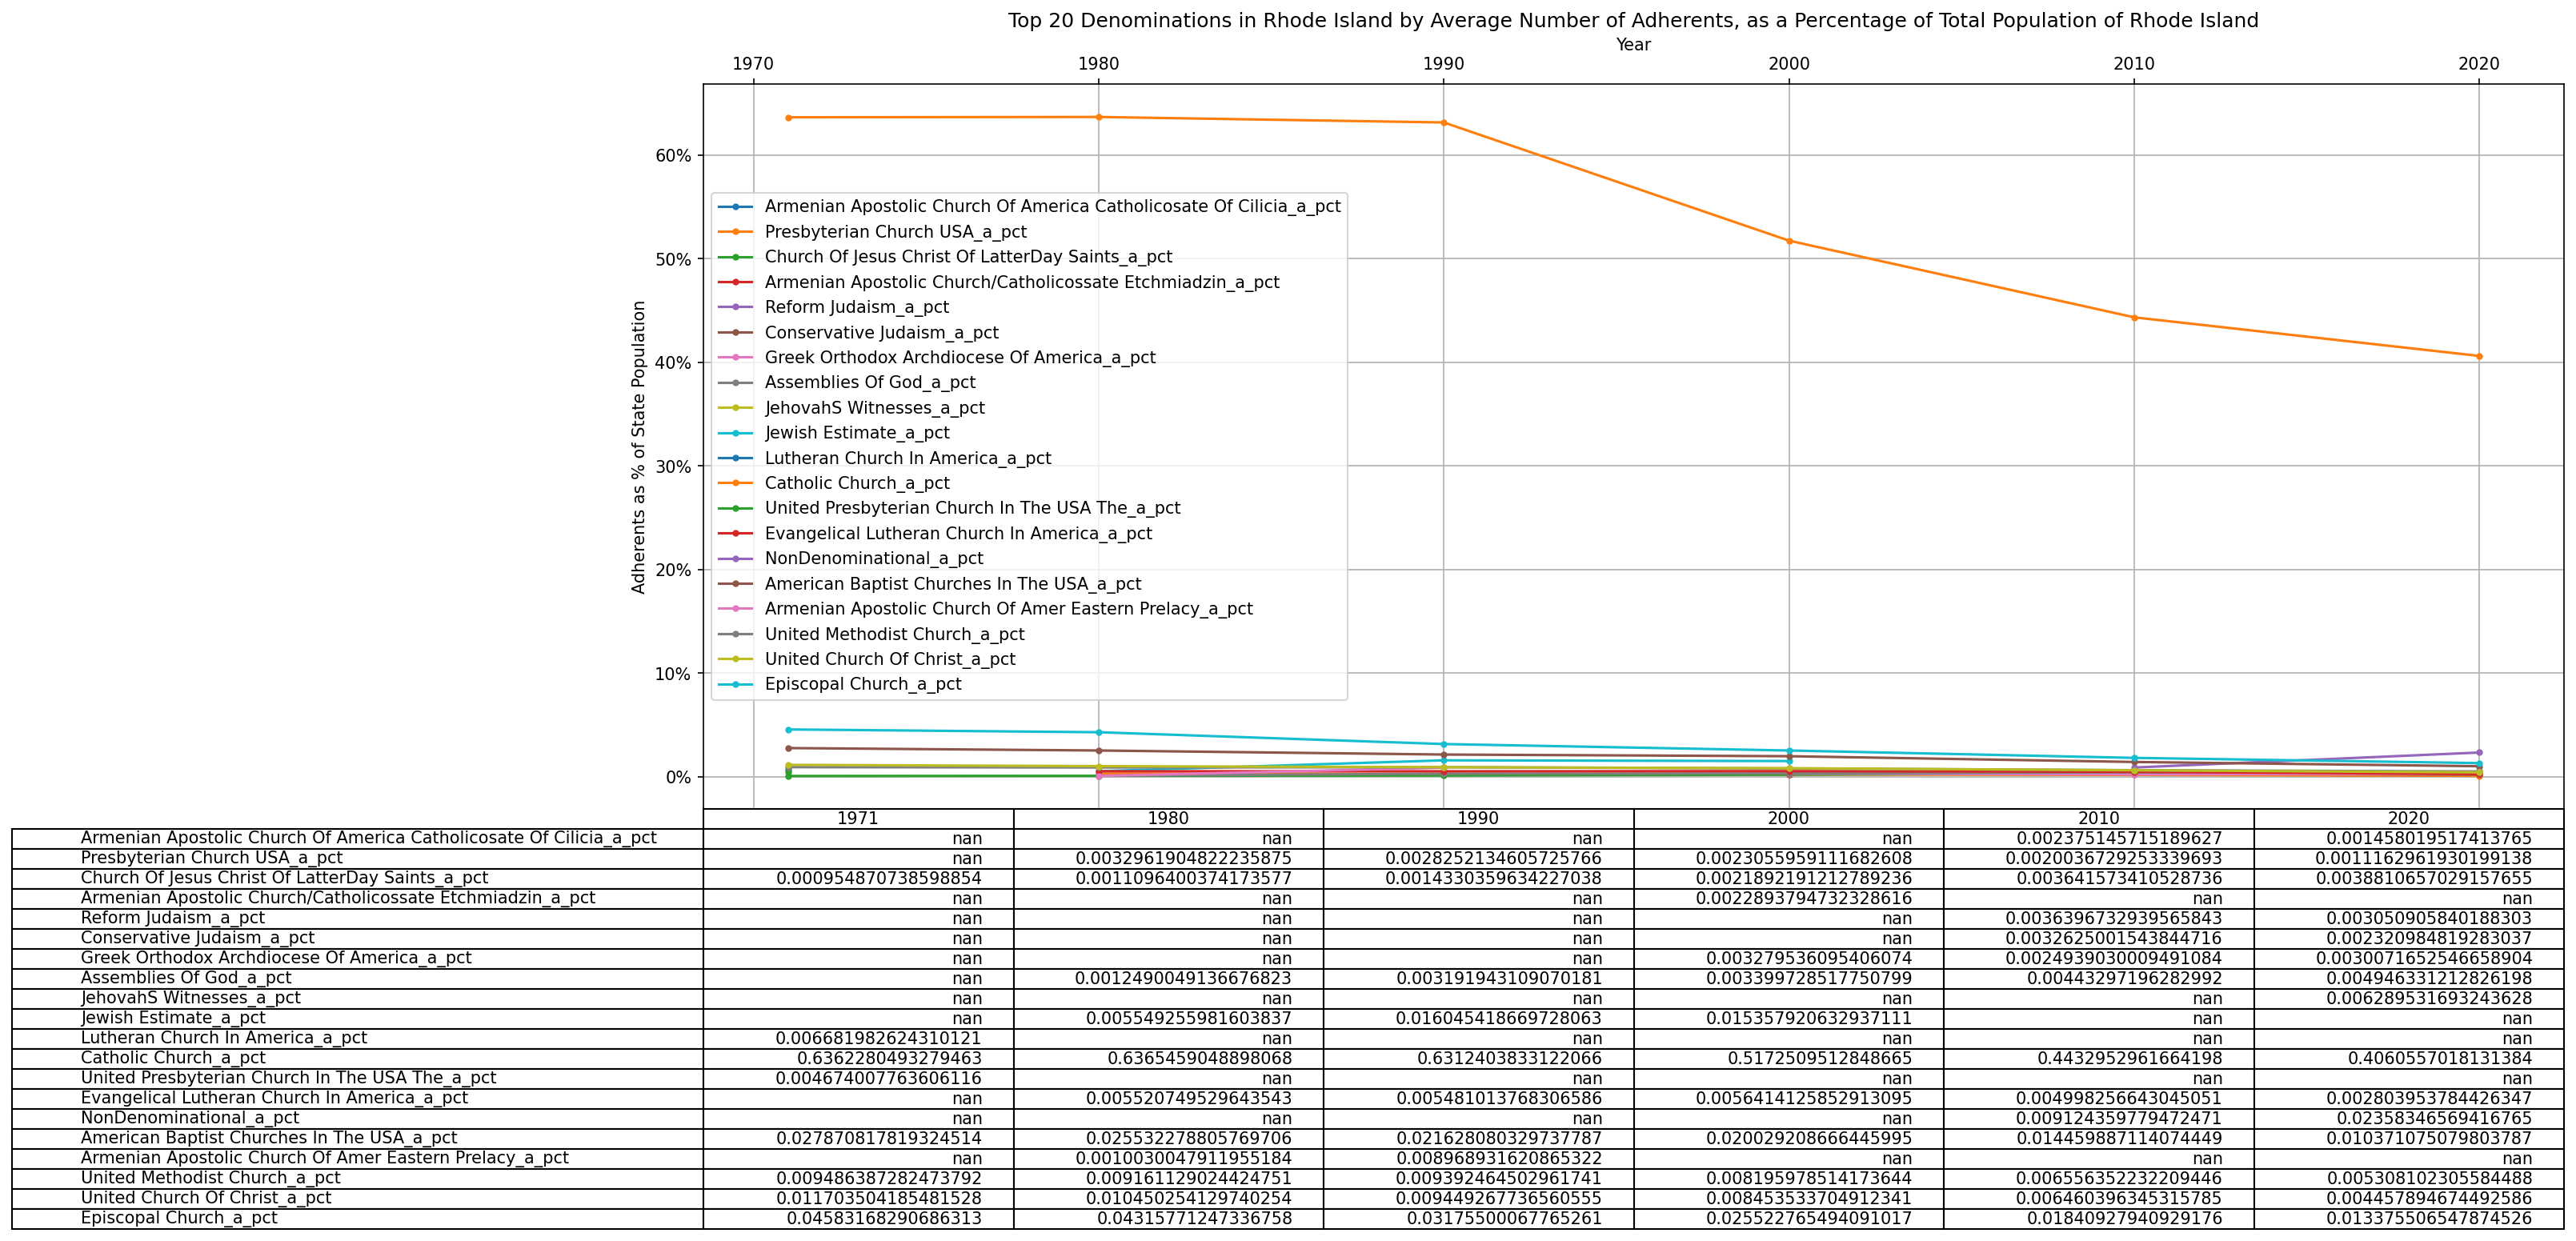 Top 20 Denominations in Rhode Island by Average Number of Adherents, as a Percentage of Total Population of Rhode Island
Year
1970 1980 1990 2000 2010 2020
60%
50%
40%
30%
20%
10%
0%
Adherents as % of State Population
Armenian Apostolic Church Of America Catholicosate Of Cilicia_a_pct
Presbyterian Church USA_a_pct
Church Of Jesus Christ Of LatterDay Saints_a_pct
Armenian Apostolic Church/Catholicossate Etchmiadzin_a_pct
Reform Judaism_a_pct
Conservative Judaism_a_pct
Greek Orthodox Archdiocese Of America_a_pct
Assemblies Of God_a_pct
JehovahS Witnesses_a_pct
Jewish Estimate_a_pct
Lutheran Church In America_a_pct
Catholic Church_a_pct
United Presbyterian Church In The USA The_a_pct
Evangelical Lutheran Church In America_a_pct
NonDenominational_a_pct
American Baptist Churches In The USA_a_pct
Armenian Apostolic Church Of Amer Eastern Prelacy_a_pct
United Methodist Church_a_pct
United Church Of Christ_a_pct
Episcopal Church_a_pct
1971 1980 1990 2000 2010 2020
Armenian Apostolic Church Of America Catholicosate Of Cilicia_a_pct nan nan nan nan 0.002375145715189627 0.001458019517413765
Presbyterian Church USA_a_pct nan 0.0032961904822235875 0.0028252134605725766 0.0023055959111682608 0.0020036729253339693 0.0011162961930199138
Church Of Jesus Christ Of LatterDay Saints_a_pct 0.000954870738598854 0.0011096400374173577 0.0014330359634227038 0.0021892191212789236 0.003641573410528736 0.0038810657029157655
Armenian Apostolic Church/Catholicossate Etchmiadzin_a_pct nan nan nan 0.0022893794732328616 nan nan
Reform Judaism_a_pct nan nan nan nan 0.0036396732939565843 0.003050905840188303
Conservative Judaism_a_pct nan nan nan nan 0.0032625001543844716 0.002320984819283037
Greek Orthodox Archdiocese Of America_a_pct nan nan nan 0.003279536095406074 0.0024939030009491084 0.0030071652546658904
Assemblies Of God_a_pct nan 0.0012490049136676823 0.003191943109070181 0.003399728517750799 0.00443297196282992 0.0049463312128261​98
JehovahS Witnesses_a_pct nan nan nan nan nan 0.006289531693243628
Jewish Estimate_a_pct nan 0.005549255981603837 0.016045418669728063 0.015357920632937111 nan nan
Lutheran Church In America_a_pct 0.006681982624310121 nan nan nan nan nan
Catholic Church_a_pct 0.6362280493279463 0.6365459048898068 0.6312403833122066 0.5172509512848665 0.4432952961664198 0.4060557018131384
United Presbyterian Church In The USA The_a_pct 0.004674007763606116 nan nan nan nan nan
Evangelical Lutheran Church In America_a_pct nan 0.005520749529643543 0.005481013768306586 0.0056414125852913095 0.004998256643045051 0.002803953784426347
NonDenominational_a_pct nan nan nan nan 0.009124359779472471 0.02358346569416765
American Baptist Churches In The USA_a_pct 0.027870817819324514 0.025532278805769706 0.021628080329737787 0.020029208666445995 0.014459887114074449 0.010371075079803787
Armenian Apostolic Church Of Amer Eastern Prelacy_a_pct nan 0.0010030047911955184 0.008968931620865322 nan nan nan
United Methodist Church_a_pct 0.009486387282473792 0.009161129024424751 0.009392464502961741 0.008195978514173644 0.006556352232209446 0.005308102305584488
United Church Of Christ_a_pct 0.011703504185481528 0.010450254129740254 0.009449267736560555 0.008453533704912341 0.006460396345315785 0.004457894674492586
Episcopal Church_a_pct 0.04583168290686313 0.04315771247336758 0.03175500067765261 0.025522765494091017 0.01840927940929176 0.013375506547874526